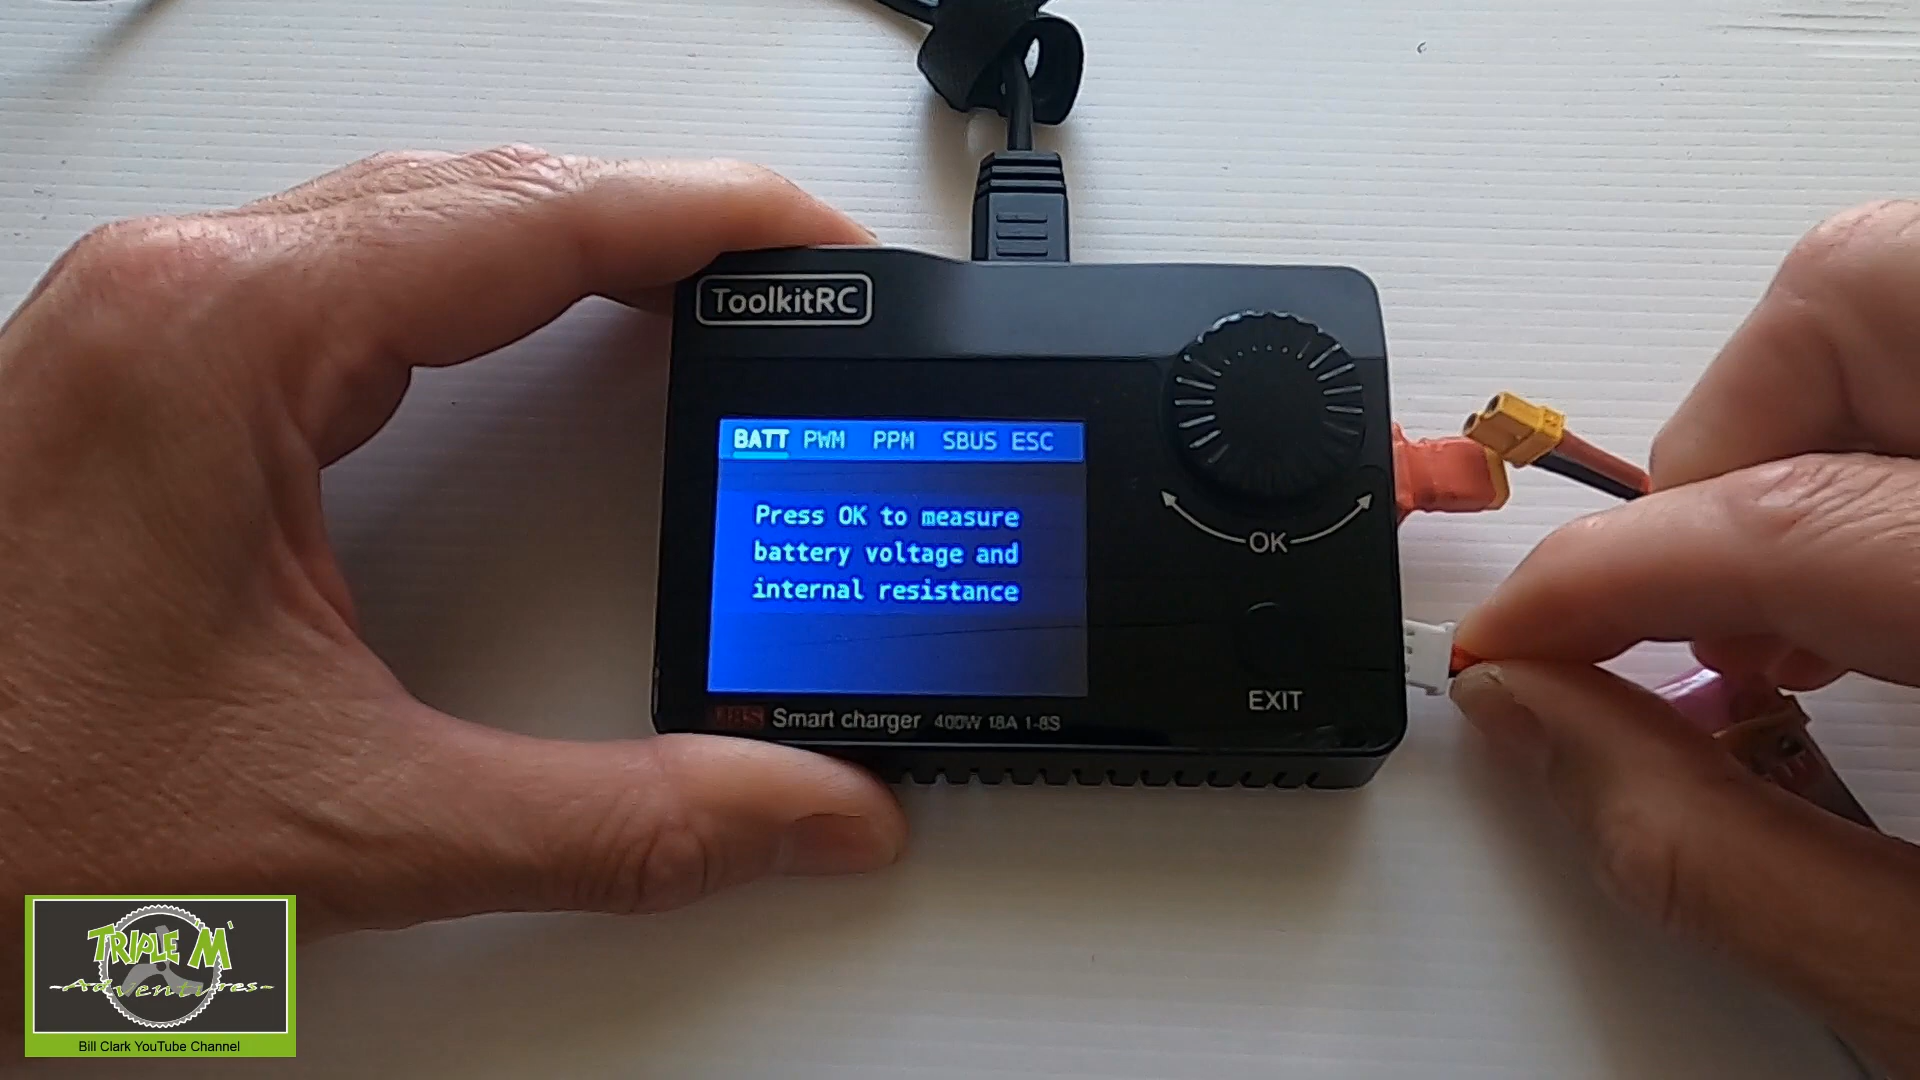 ToolkitRC
BATT PWM PPM SBUS ESC
Press OK to measure
battery voltage and
internal resistance
OK
EXIT
Smart charger 400W 18A 1-8S
TRIPLE M
Adventures
Bill Clark YouTube Channel